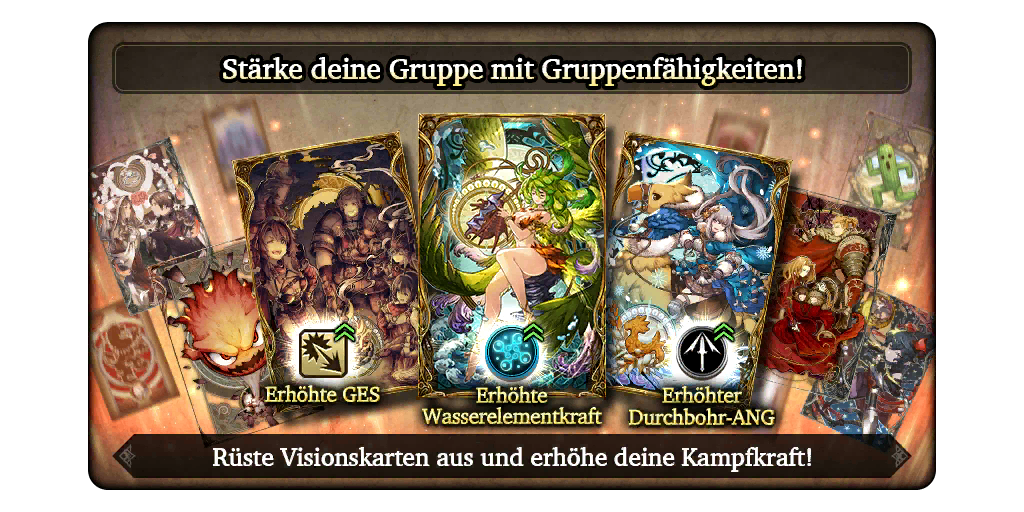 Stärke deine Gruppe mit Gruppenfähigkeiten!
Erhöhte GES
Erhöhte
Wasserelementkraft
Erhöhter
Durchbohr-ANG
Rüste Visionskarten aus und erhöhe deine Kampfkraft!